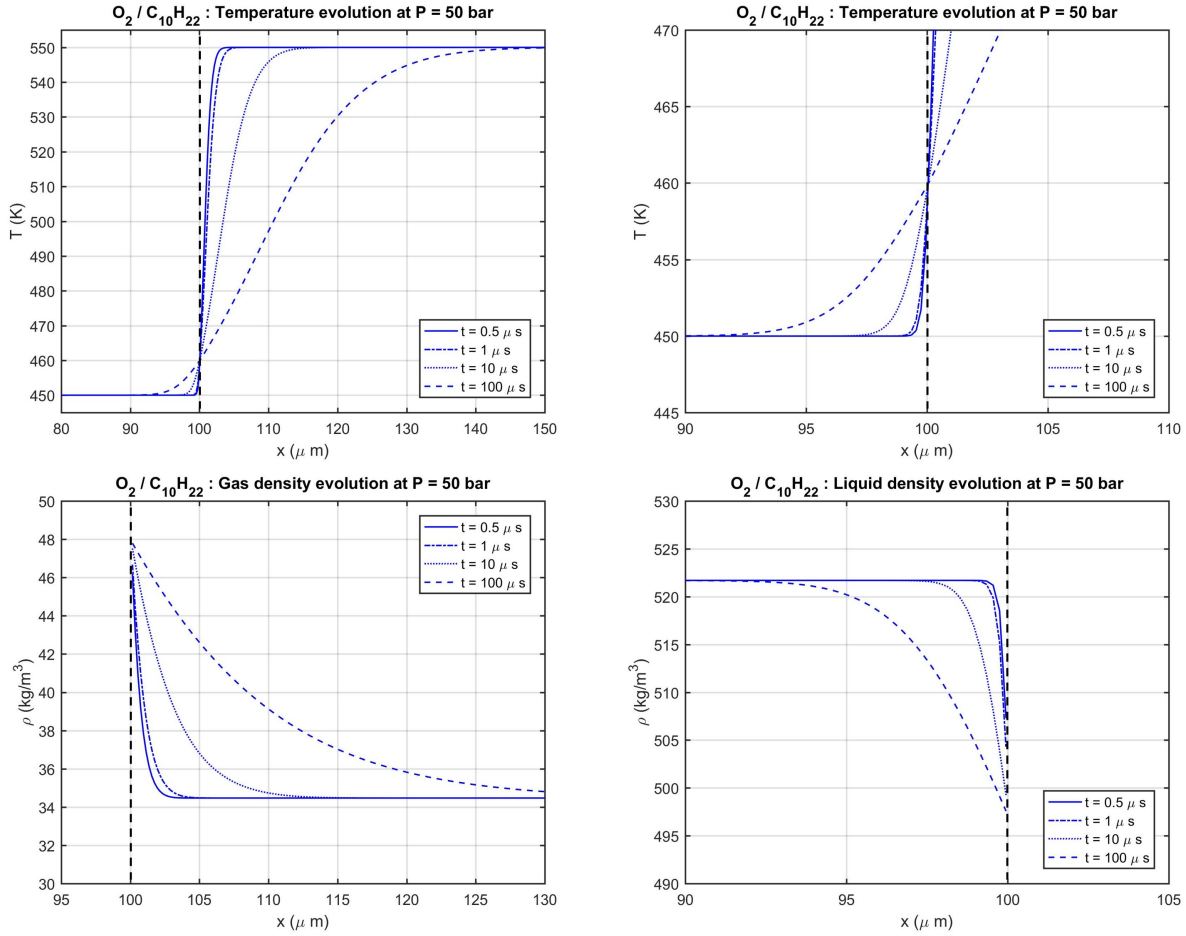 O2 / C10H22 : Temperature evolution at P = 50 bar
550
540
530
520
510
500
490
480
470
460
450
T (K)
t = 0.5 μ s
t = 1 μ s
t = 10 μ s
t = 100 μ s
80 90 100 110 120 130 140 150
x (μ m)
O2 / C10H22 : Temperature evolution at P = 50 bar
470
465
460
455
450
445
T (K)
t = 0.5 μ s
t = 1 μ s
t = 10 μ s
t = 100 μ s
90 95 100 105 110
x (μ m)
O2 / C10H22 : Gas density evolution at P = 50 bar
50
48
46
44
42
40
38
36
34
32
30
ρ (kg/m3)
t = 0.5 μ s
t = 1 μ s
t = 10 μ s
t = 100 μ s
95 100 105 110 115 120 125 130
x (μ m)
O2 / C10H22 : Liquid density evolution at P = 50 bar
530
525
520
515
510
505
500
495
490
ρ (kg/m3)
t = 0.5 μ s
t = 1 μ s
t = 10 μ s
t = 100 μ s
90 95 100 105
x (μ m)